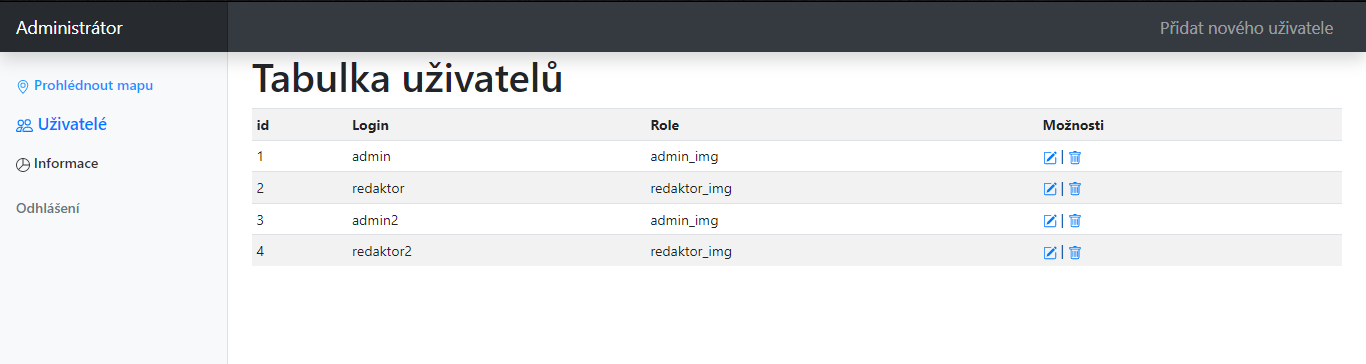 Administrátor Přidat nového uživatele
Prohlédnout mapu
Uživatelé
Informace
Odhlášení
Tabulka uživatelů
id Login Role Možnosti
1 admin admin_img |
2 redaktor redaktor_img |
3 admin2 admin_img |
4 redaktor2 redaktor_img |